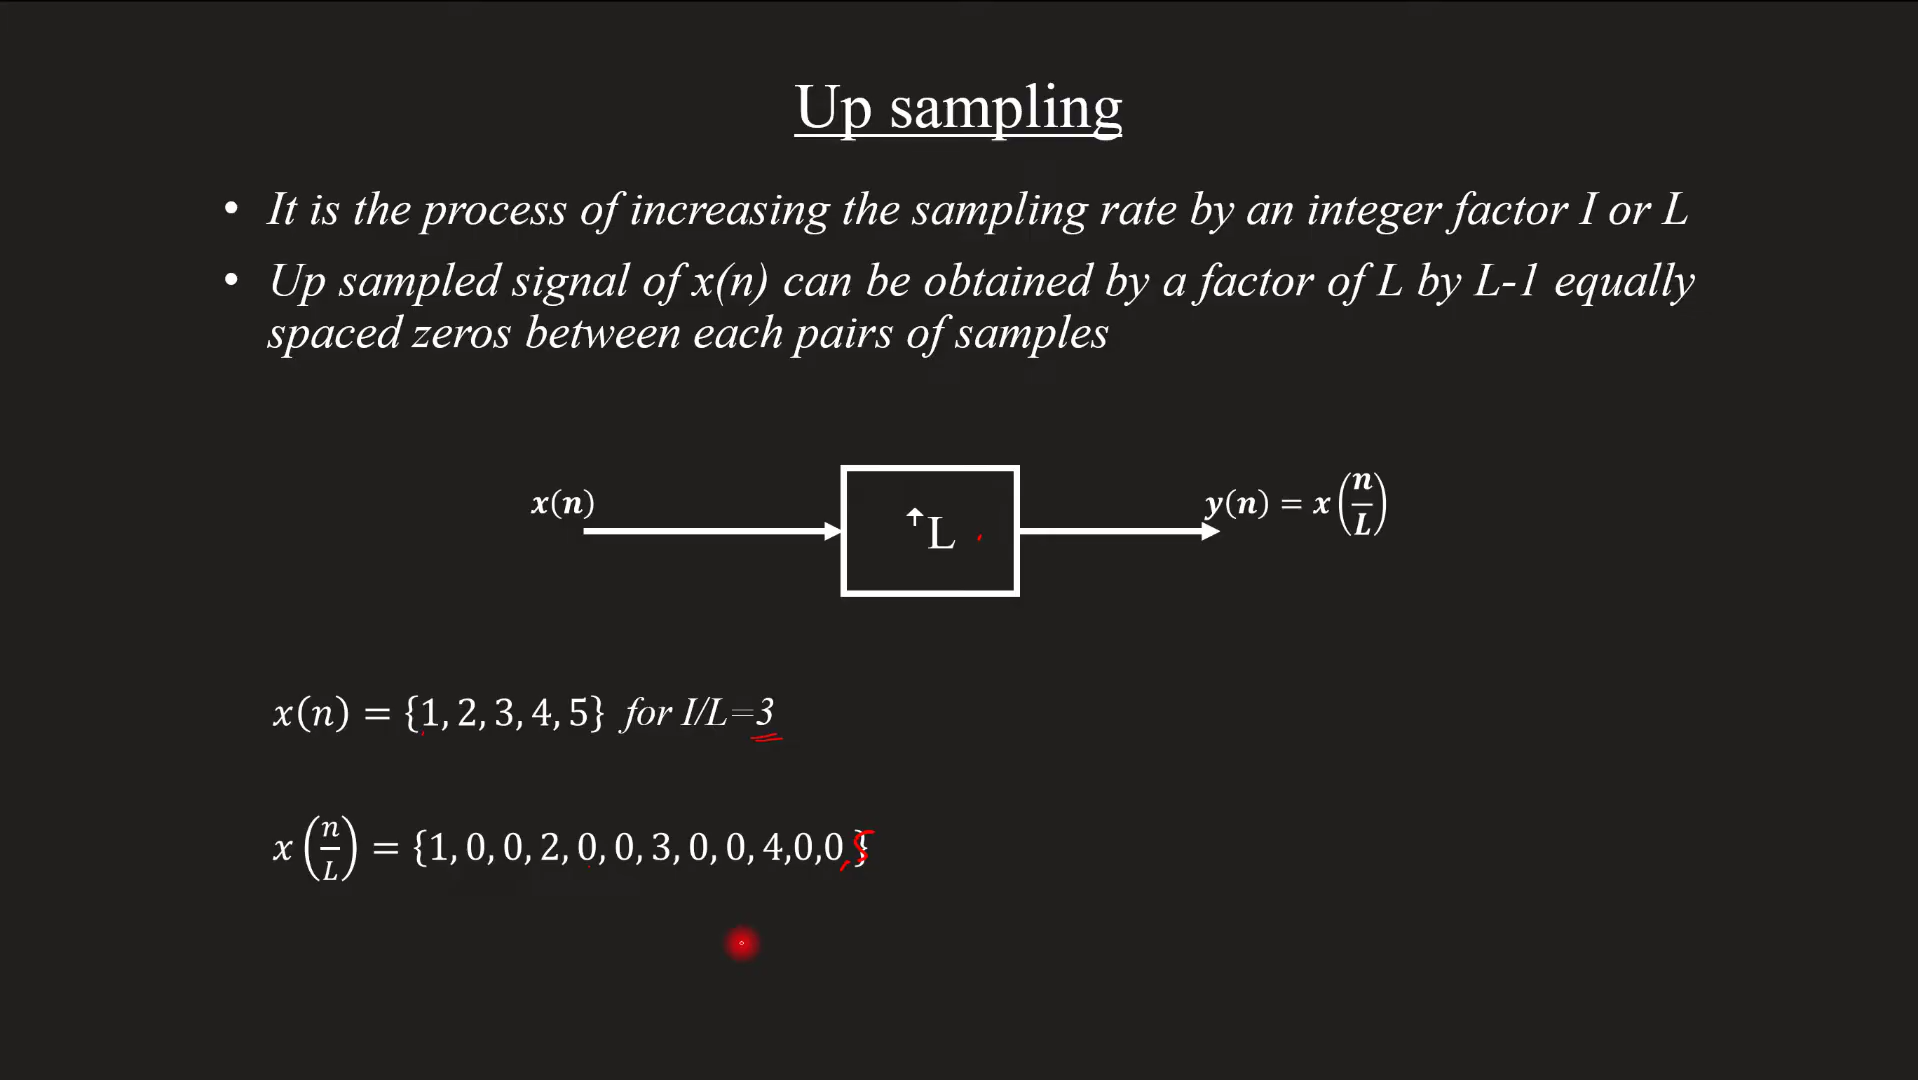 Up sampling
• It is the process of increasing the sampling rate by an integer factor I or L
• Up sampled signal of x(n) can be obtained by a factor of L by L-1 equally
spaced zeros between each pairs of samples
x(n)
↑L
y(n) = x(n/L)
x(n) = {1, 2, 3, 4, 5} for I/L=3
x(n/L) = {1, 0, 0, 2, 0, 0, 3, 0, 0, 4,0,0,5}